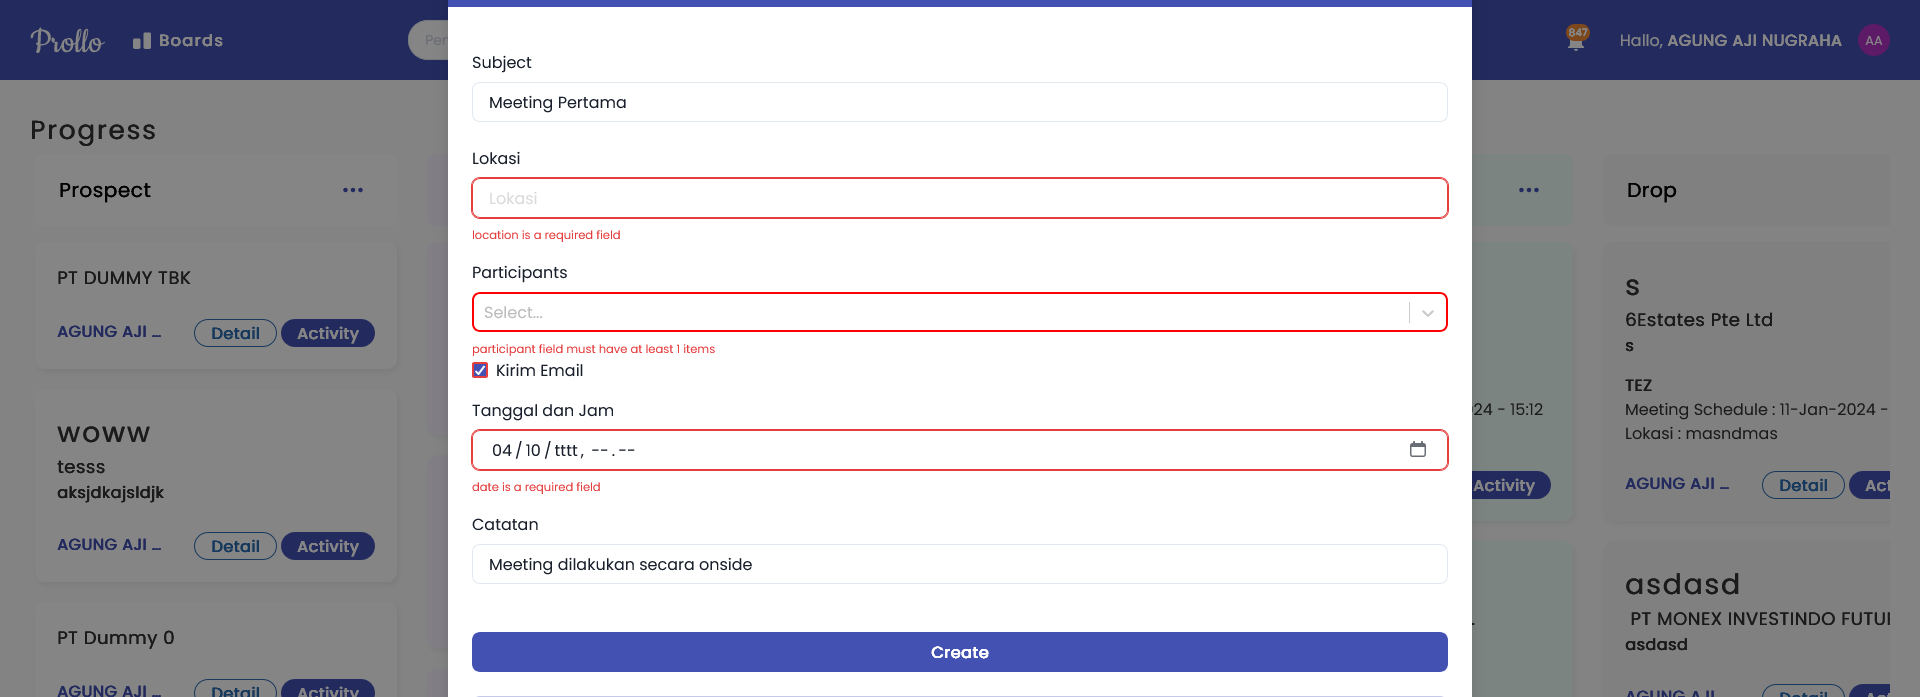 Prollo
Boards
Pen
847
Hallo, AGUNG AJI NUGRAHA
AA
Progress
Prospect
PT DUMMY TBK
AGUNG AJI ...
Detail
Activity
WOWW
tesss
aksjdkajsldjk
AGUNG AJI ...
Detail
Activity
PT Dummy 0
AGUNG AJI ...
Detail
Activity
Subject
Meeting Pertama
Lokasi
Lokasi
location is a required field
Participants
Select...
participant field must have at least 1 items
Kirim Email
Tanggal dan Jam
04/10/tttt, --.--
date is a required field
Catatan
Meeting dilakukan secara onside
Create
24 - 15:12
Activity
Drop
S
6Estates Pte Ltd
s
TEZ
Meeting Schedule : 11-Jan-2024 -
Lokasi : masndmas
AGUNG AJI ...
Detail
Act
asdasd
PT MONEX INVESTINDO FUTU
asdasd
AGUNG AJI ...
Detail
Act